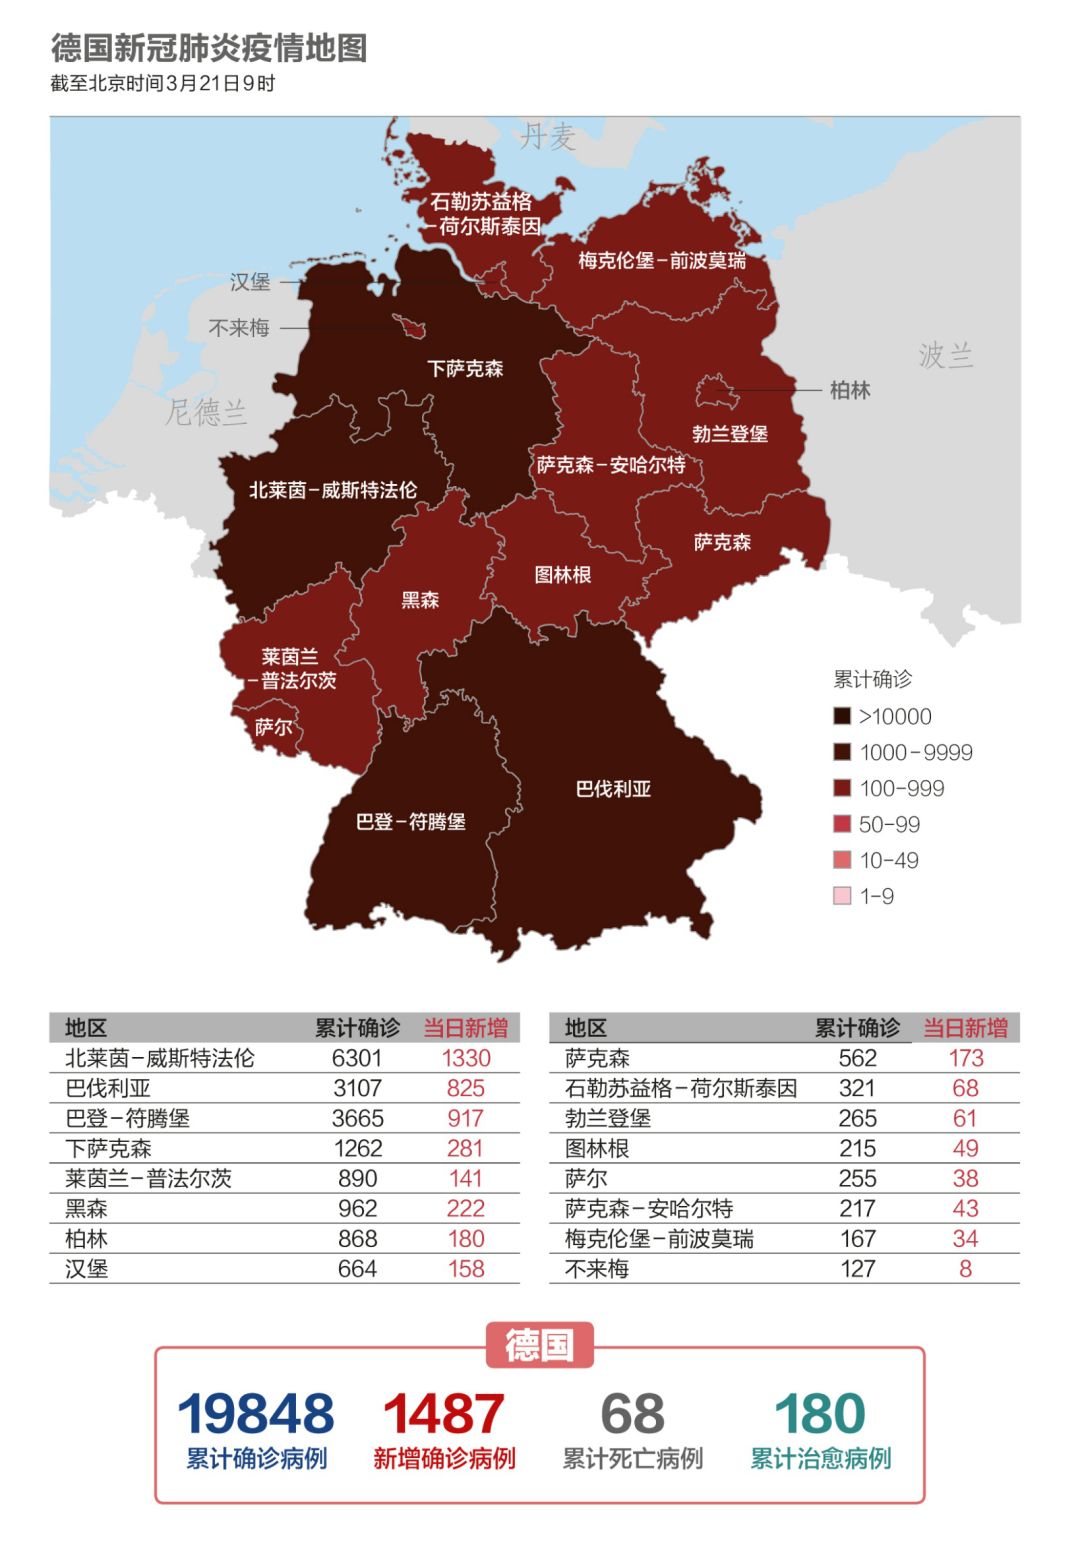 德国新冠肺炎疫情地图
截至北京时间3月21日9时
丹麦
石勒苏益格
-荷尔斯泰因
梅克伦堡-前波莫瑞
汉堡
不来梅
下萨克森
波兰
柏林
尼德兰
勃兰登堡
萨克森-安哈尔特
北莱茵-威斯特法伦
萨克森
图林根
黑森
莱茵兰
-普法尔茨
萨尔
巴伐利亚
巴登-符腾堡
累计确诊
>10000
1000-9999
100-999
50-99
10-49
1-9
地区 累计确诊 当日新增
北莱茵-威斯特法伦 6301 1330
巴伐利亚 3107 825
巴登-符腾堡 3665 917
下萨克森 1262 281
莱茵兰-普法尔茨 890 141
黑森 962 222
柏林 868 180
汉堡 664 158
地区 累计确诊 当日新增
萨克森 562 173
石勒苏益格-荷尔斯泰因 321 68
勃兰登堡 265 61
图林根 215 49
萨尔 255 38
萨克森-安哈尔特 217 43
梅克伦堡-前波莫瑞 167 34
不来梅 127 8
德国
19848 1487 68 180
累计确诊病例 新增确诊病例 累计死亡病例 累计治愈病例